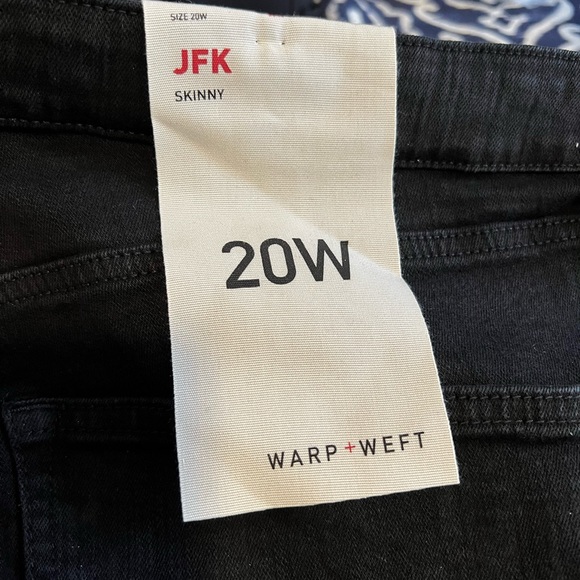 SIZE 20W
JFK
SKINNY
20W
WARP + WEFT